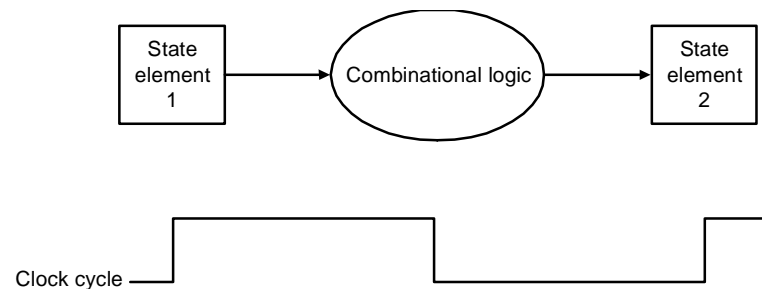 State
element
1
Combinational logic
State
element
2
Clock cycle